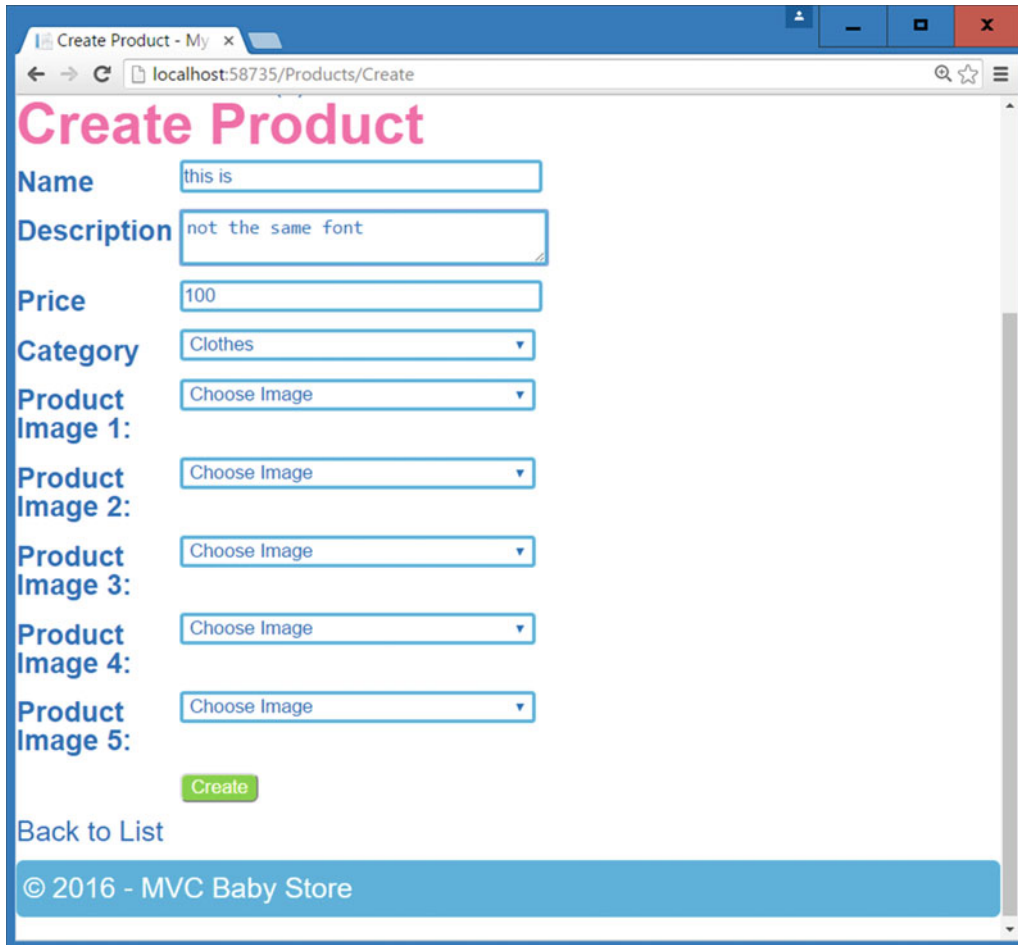 Create Product - My
localhost:58735/Products/Create
Create Product
Name this is
Description not the same font
Price 100
Category Clothes
Product Choose Image
Image 1:
Product Choose Image
Image 2:
Product Choose Image
Image 3:
Product Choose Image
Image 4:
Product Choose Image
Image 5:
Create
Back to List
© 2016 - MVC Baby Store